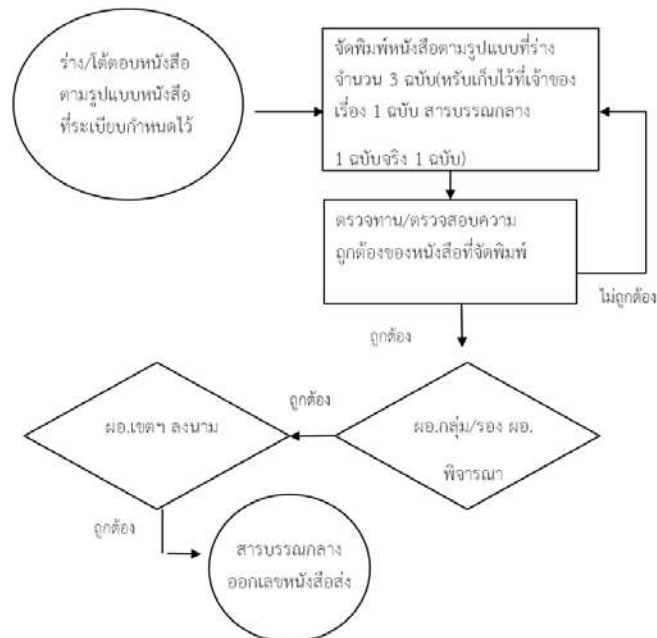 ร่าง/โต้ตอบหนังสือ
ตามรูปแบบหนังสือ
ที่ระเบียบกำหนดไว้
จัดพิมพ์หนังสือตามรูปแบบที่ร่าง
จำนวน 3 ฉบับ(หรับเก็บไว้ที่เจ้าของ
เรื่อง 1 ฉบับ สารบรรณกลาง
1 ฉบับจริง 1 ฉบับ)
ตรวจทาน/ตรวจสอบความ
ถูกต้องของหนังสือที่จัดพิมพ์
ไม่ถูกต้อง
ถูกต้อง
ผอ.กลุ่ม/รอง ผอ.
พิจารณา
ถูกต้อง
ผอ.เขตฯ ลงนาม
ถูกต้อง
สารบรรณกลาง
ออกเลขหนังสือส่ง